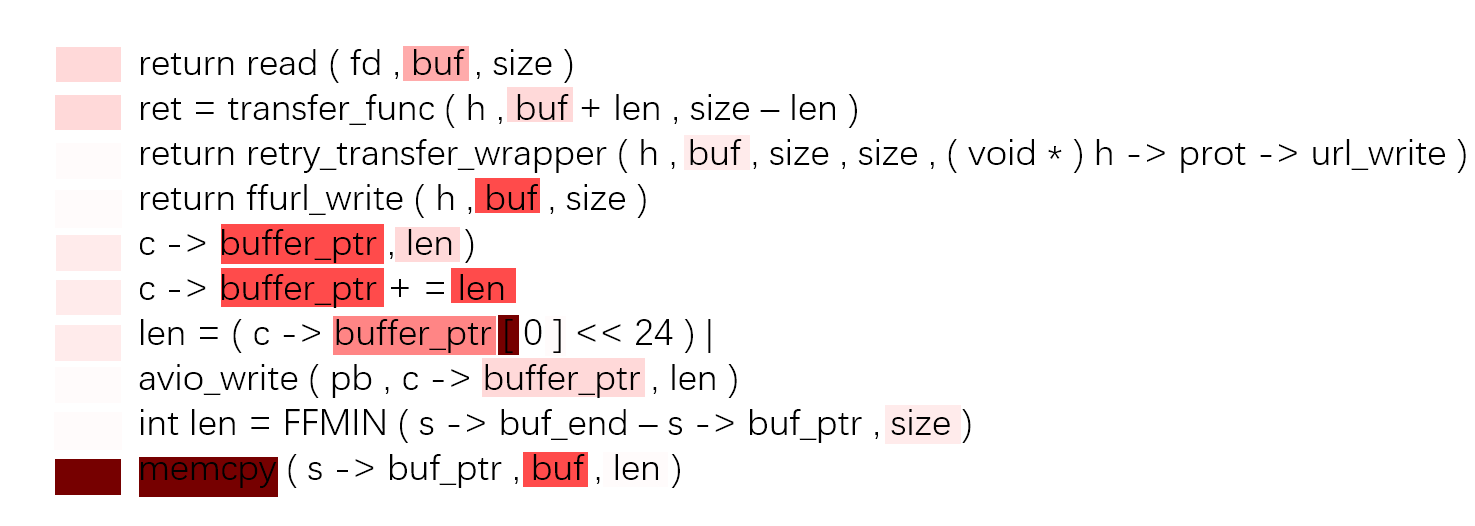 return read ( fd , buf , size )
ret = transfer_func ( h , buf + len , size – len )
return retry_transfer_wrapper ( h , buf , size , size , ( void * ) h -> prot -> url_write )
return ffurl_write ( h , buf , size )
c -> buffer_ptr , len )
c -> buffer_ptr + = len
len = ( c -> buffer_ptr [ 0 ] << 24 ) |
avio_write ( pb , c -> buffer_ptr , len )
int len = FFMIN ( s -> buf_end – s -> buf_ptr , size )
memcpy ( s -> buf_ptr , buf , len )